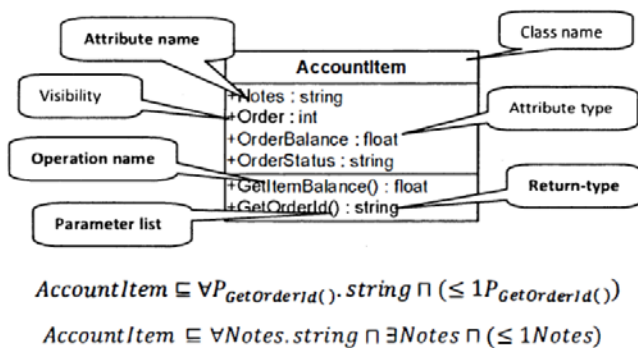 Attribute name
Class name
AccountItem
Visibility
+Notes : string
+Order : int
Attribute type
+OrderBalance : float
+OrderStatus : string
Operation name
+GetItemBalance() : float
Return-type
+GetOrderId() : string
Parameter list
AccountItem ⊑ ∀P_GetOrderId().string ⊓ (≤ 1P_GetOrderId())
AccountItem ⊑ ∀Notes.string ⊓ ∃Notes ⊓ (≤ 1Notes)